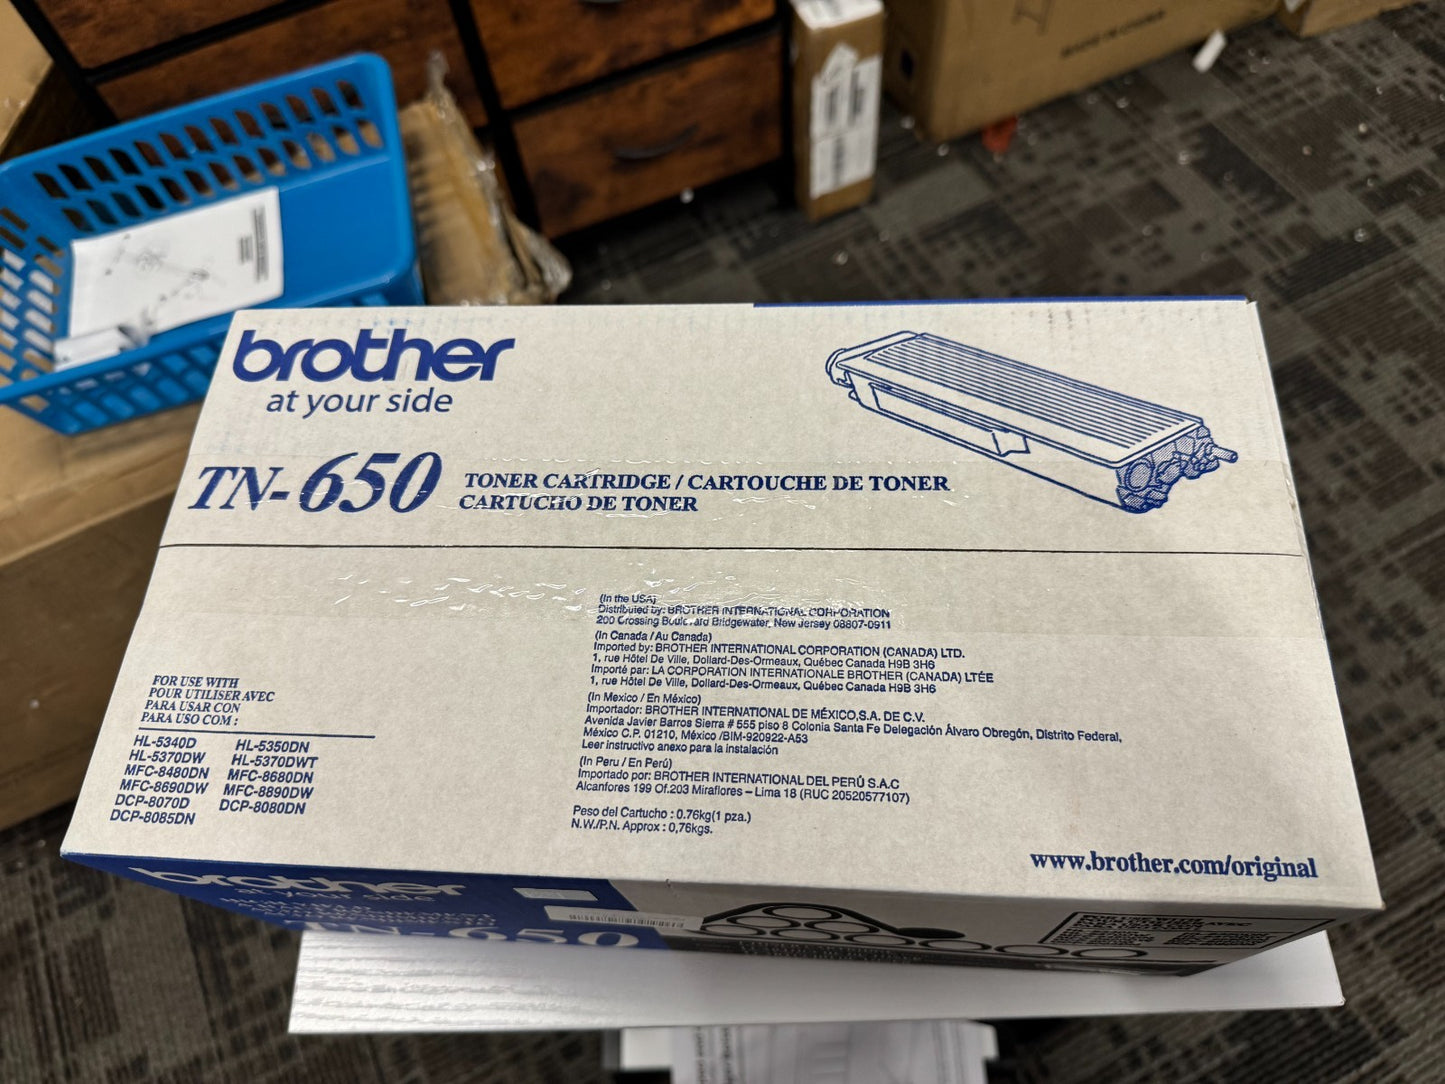 MADE IN CHINA
brother
at your side
TN-650 TONER CARTRIDGE / CARTOUCHE DE TONER
CARTUCHO DE TONER
(In the USA)
Distributed by: BROTHER INTERNATIONAL CORPORATION
200 Crossing Boulevard Bridgewater, New Jersey 08807-0911
(In Canada / Au Canada)
Imported by: BROTHER INTERNATIONAL CORPORATION (CANADA) LTD.
1, rue Hôtel De Ville, Dollard-Des-Ormeaux, Québec Canada H9B 3H6
Importé par: LA CORPORATION INTERNATIONALE BROTHER (CANADA) LTÉE
1, rue Hôtel De Ville, Dollard-Des-Ormeaux, Québec Canada H9B 3H6
(In Mexico / En México)
Importador: BROTHER INTERNATIONAL DE MÉXICO,S.A. DE C.V.
Avenida Javier Barros Sierra # 555 piso 8 Colonia Santa Fe Delegación Álvaro Obregón, Distrito Federal,
México C.P. 01210, México /BIM-920922-A53
Leer instructivo anexo para la instalación
(In Peru / En Perú)
Importado por: BROTHER INTERNATIONAL DEL PERÚ S.A.C
Alcanfores 199 Of.203 Miraflores – Lima 18 (RUC 20520577107)
Peso del Cartucho : 0.76kg(1 pza.)
N.W./P.N. Approx : 0,76kgs.
FOR USE WITH
POUR UTILISER AVEC
PARA USAR CON
PARA USO COM :
HL-5340D HL-5350DN
HL-5370DW HL-5370DWT
MFC-8480DN MFC-8680DN
MFC-8690DW MFC-8890DW
DCP-8070D DCP-8080DN
DCP-8085DN
www.brother.com/original
brother
at your side
TN-650